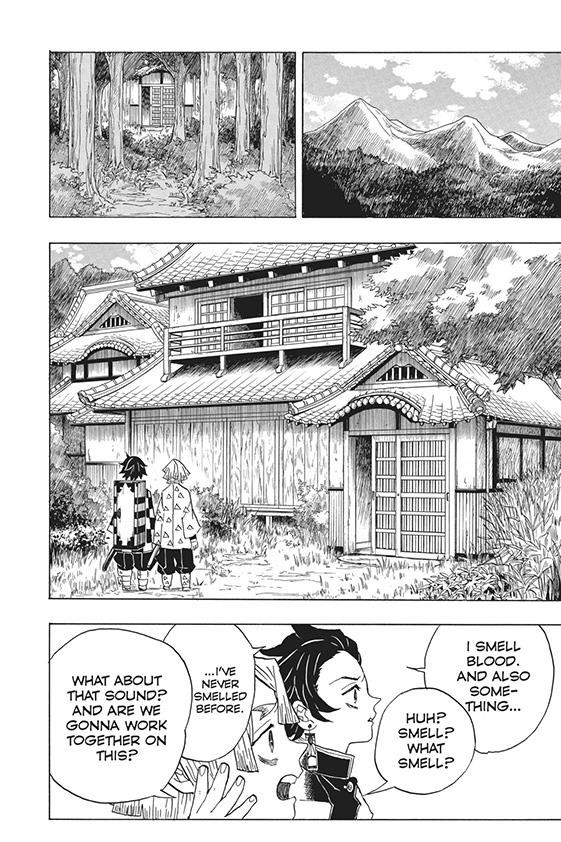 I SMELL
BLOOD.
AND ALSO
SOME-
THING...
HUH?
SMELL?
WHAT
SMELL?
...I'VE
NEVER
SMELLED
BEFORE.
WHAT ABOUT
THAT SOUND?
AND ARE WE
GONNA WORK
TOGETHER ON
THIS?